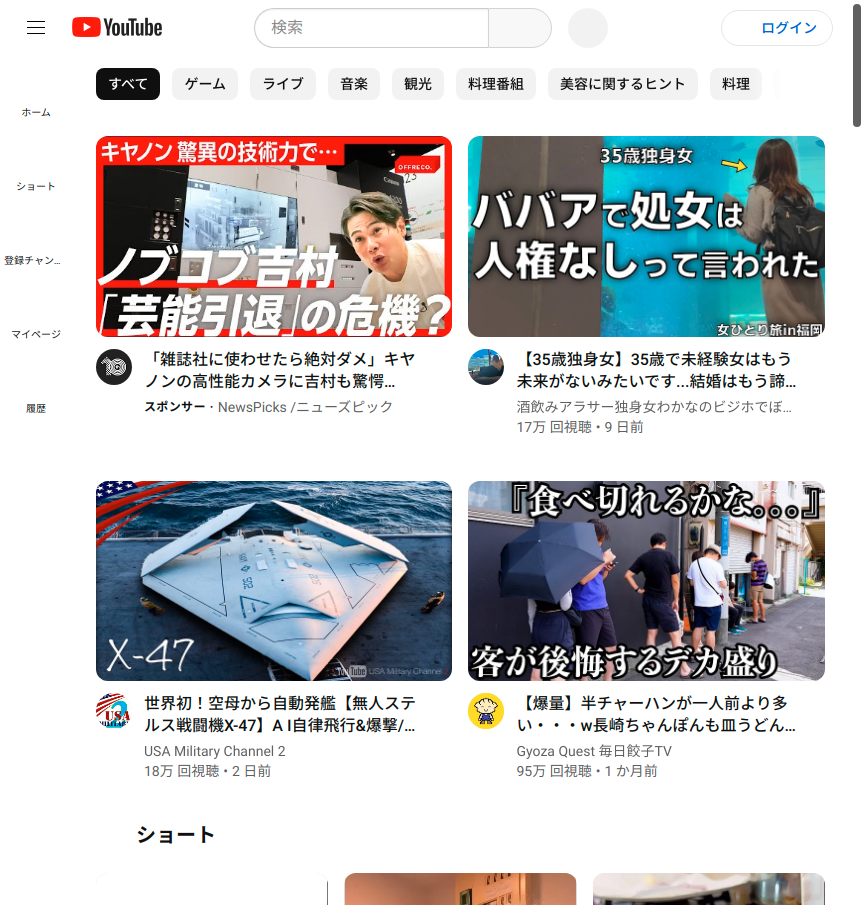 YouTube
検索
ログイン
すべて
ゲーム
ライブ
音楽
観光
料理番組
美容に関するヒント
料理
ホーム
ショート
登録チャン...
マイページ
履歴
キヤノン 驚異の技術力で…
OFFRECO.
Canon
ノブコブ吉村
「芸能引退」の危機？
35歳独身女
ババアで処女は
人権なしって言われた
女ひとり旅in福岡
「雑誌社に使わせたら絶対ダメ」キヤ
ノンの高性能カメラに吉村も驚愕...
スポンサー・NewsPicks /ニューズピック
【35歳独身女】35歳で未経験女はもう
未来がないみたいです...結婚はもう諦...
酒飲みアラサー独身女わかなのビジホでぼ...
17万 回視聴・9 日前
X-47
YouTube USA Military Channel
502
『食べ切れるかな。。。』
客が後悔するデカ盛り
USA
2
世界初！空母から自動発艦【無人ステ
ルス戦闘機X-47】A I自律飛行&爆撃/...
USA Military Channel 2
18万 回視聴・2 日前
【爆量】半チャーハンが一人前より多
い・・・w長崎ちゃんぽんも皿うどん...
Gyoza Quest 毎日餃子TV
95万 回視聴・1 か月前
ショート